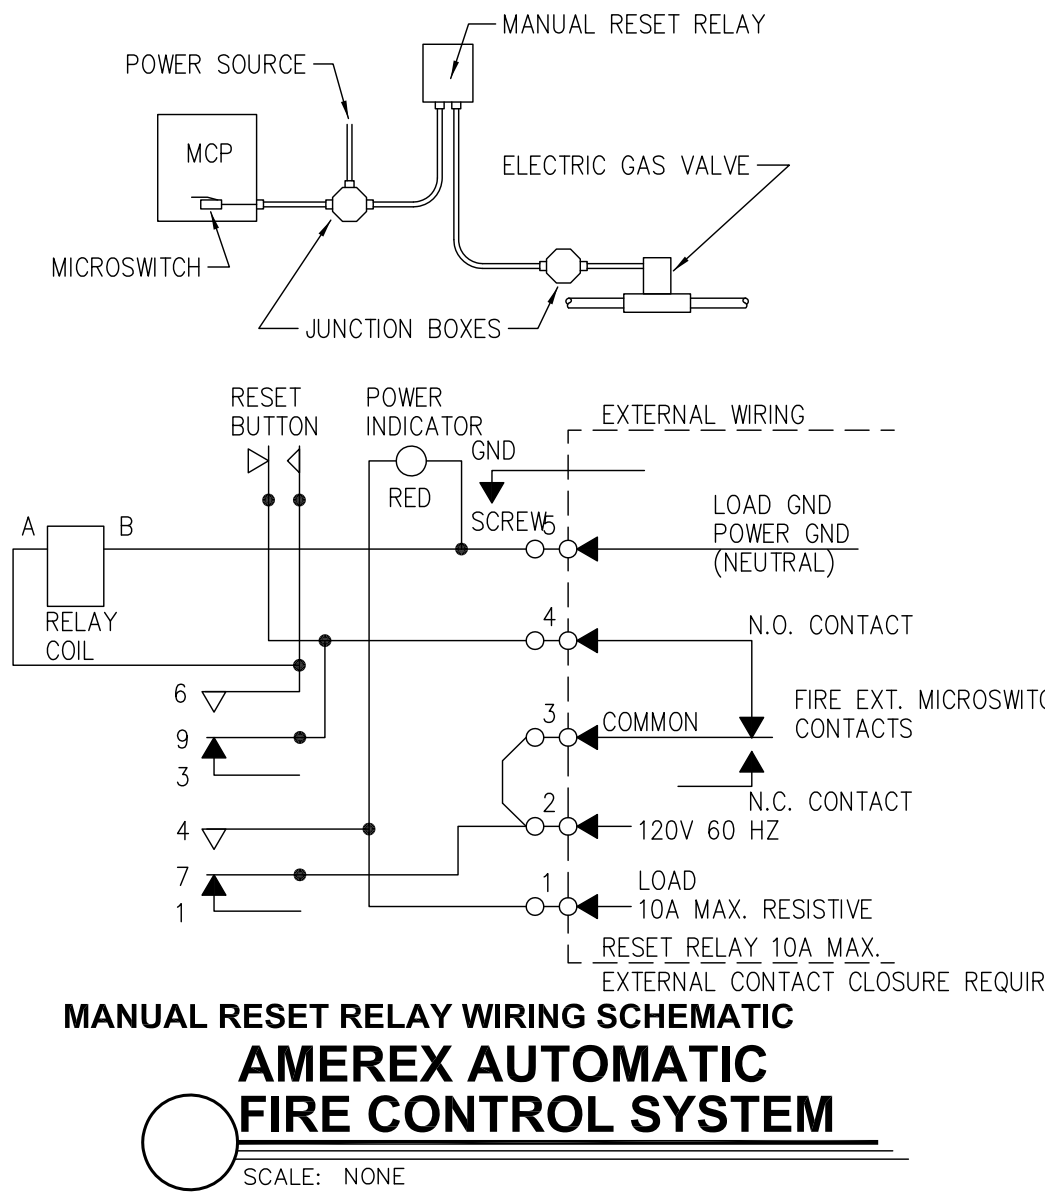 MANUAL RESET RELAY
POWER SOURCE
MCP
ELECTRIC GAS VALVE
MICROSWITCH
JUNCTION BOXES
RESET
BUTTON
POWER
INDICATOR
EXTERNAL WIRING
GND
RED
SCREW
5
LOAD GND
POWER GND
(NEUTRAL)
A
B
RELAY
COIL
4
N.O. CONTACT
6
FIRE EXT. MICROSWITC
CONTACTS
3
COMMON
9
3
N.C. CONTACT
2
120V 60 HZ
4
7
1
1
LOAD
10A MAX. RESISTIVE
RESET RELAY 10A MAX.
EXTERNAL CONTACT CLOSURE REQUIR
MANUAL RESET RELAY WIRING SCHEMATIC
AMEREX AUTOMATIC
FIRE CONTROL SYSTEM
SCALE: NONE